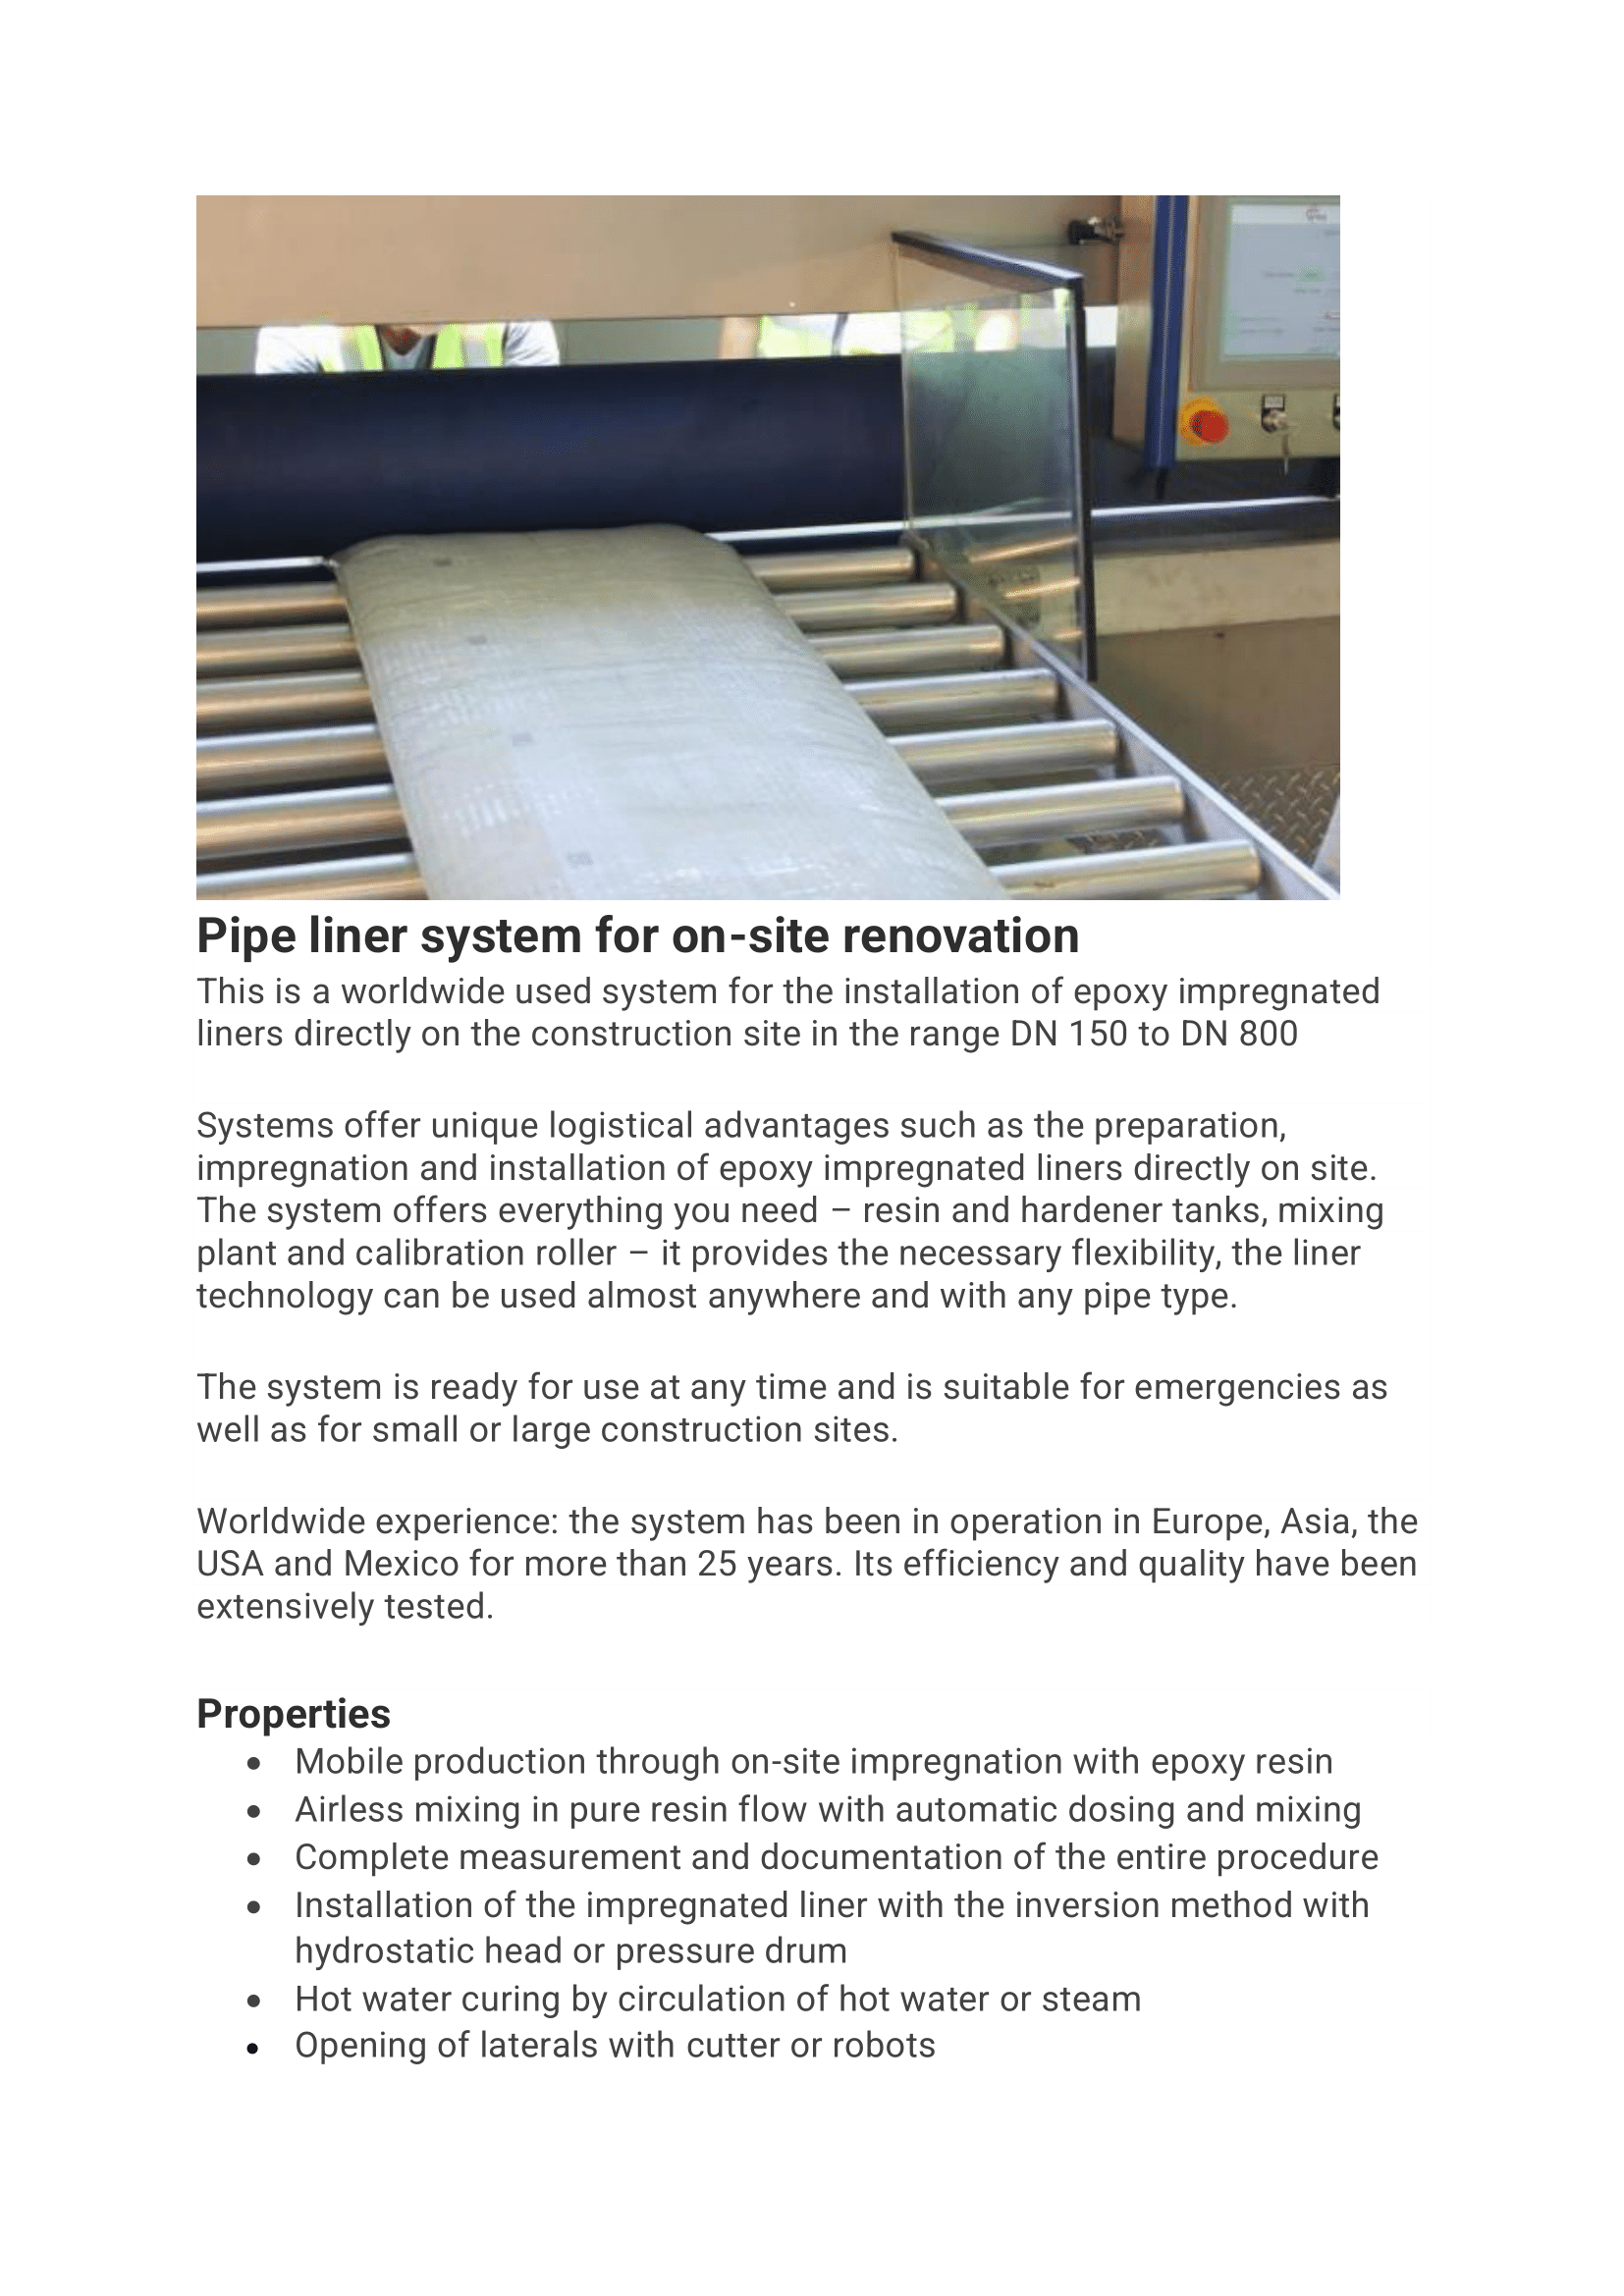 Pipe liner system for on-site renovation
This is a worldwide used system for the installation of epoxy impregnated
liners directly on the construction site in the range DN 150 to DN 800
Systems offer unique logistical advantages such as the preparation,
impregnation and installation of epoxy impregnated liners directly on site.
The system offers everything you need – resin and hardener tanks, mixing
plant and calibration roller – it provides the necessary flexibility, the liner
technology can be used almost anywhere and with any pipe type.
The system is ready for use at any time and is suitable for emergencies as
well as for small or large construction sites.
Worldwide experience: the system has been in operation in Europe, Asia, the
USA and Mexico for more than 25 years. Its efficiency and quality have been
extensively tested.
Properties
• Mobile production through on-site impregnation with epoxy resin
• Airless mixing in pure resin flow with automatic dosing and mixing
• Complete measurement and documentation of the entire procedure
• Installation of the impregnated liner with the inversion method with
hydrostatic head or pressure drum
• Hot water curing by circulation of hot water or steam
• Opening of laterals with cutter or robots